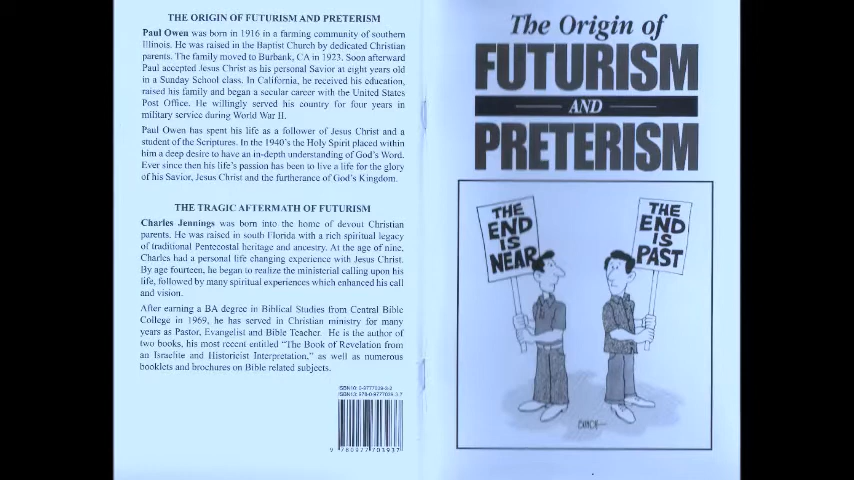 THE ORIGIN OF FUTURISM AND PRETERISM
Paul Owen was born in 1916 in a farming community of southern
Illinois. He was raised in the Baptist Church by dedicated Christian
parents. The family moved to Burbank, CA in 1923. Soon afterward
Paul accepted Jesus Christ as his personal Savior at eight years old
in a Sunday School class. In California, he received his education,
raised his family and began a secular career with the United States
Post Office. He willingly served his country for four years in
military service during World War II.
Paul Owen has spent his life as a follower of Jesus Christ and a
student of the Scriptures. In the 1940's the Holy Spirit placed within
him a deep desire to have an in-depth understanding of God's Word.
Ever since then his life's passion has been to live a life for the glory
of his Savior, Jesus Christ and the furtherance of God's Kingdom.
THE TRAGIC AFTERMATH OF FUTURISM
Charles Jennings was born into the home of devout Christian
parents. He was raised in south Florida with a rich spiritual legacy
of traditional Pentecostal heritage and ancestry. At the age of nine,
Charles had a personal life changing experience with Jesus Christ.
By age fourteen, he began to realize the ministerial calling upon his
life, followed by many spiritual experiences which enhanced his call
and vision.
After earning a BA degree in Biblical Studies from Central Bible
College in 1969, he has served in Christian ministry for many
years as Pastor, Evangelist and Bible Teacher. He is the author of
two books, his most recent entitled "The Book of Revelation from
an Israelite and Historicist Interpretation," as well as numerous
booklets and brochures on Bible related subjects.
The Origin of
FUTURISM
AND
PRETERISM
THE
END
IS
NEAR
THE
END
IS
PAST